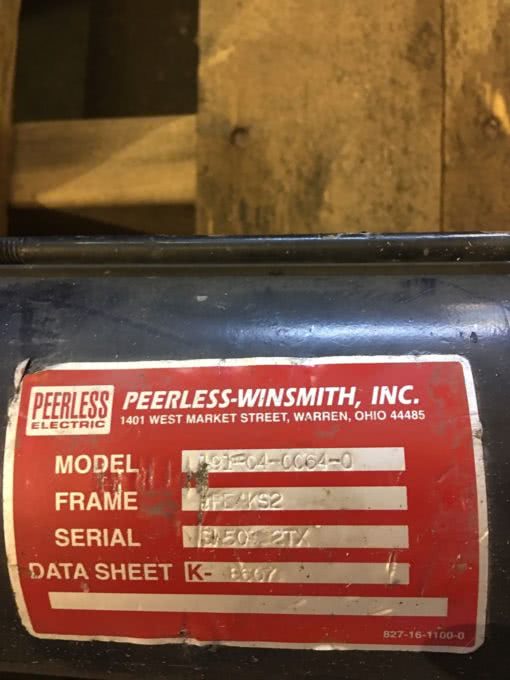 PEERLESS
ELECTRIC
PEERLESS-WINSMITH, INC.
1401 WEST MARKET STREET, WARREN, OHIO 44485
MODEL
FRAME
SERIAL
DATA SHEET K-
827-16-1100-0